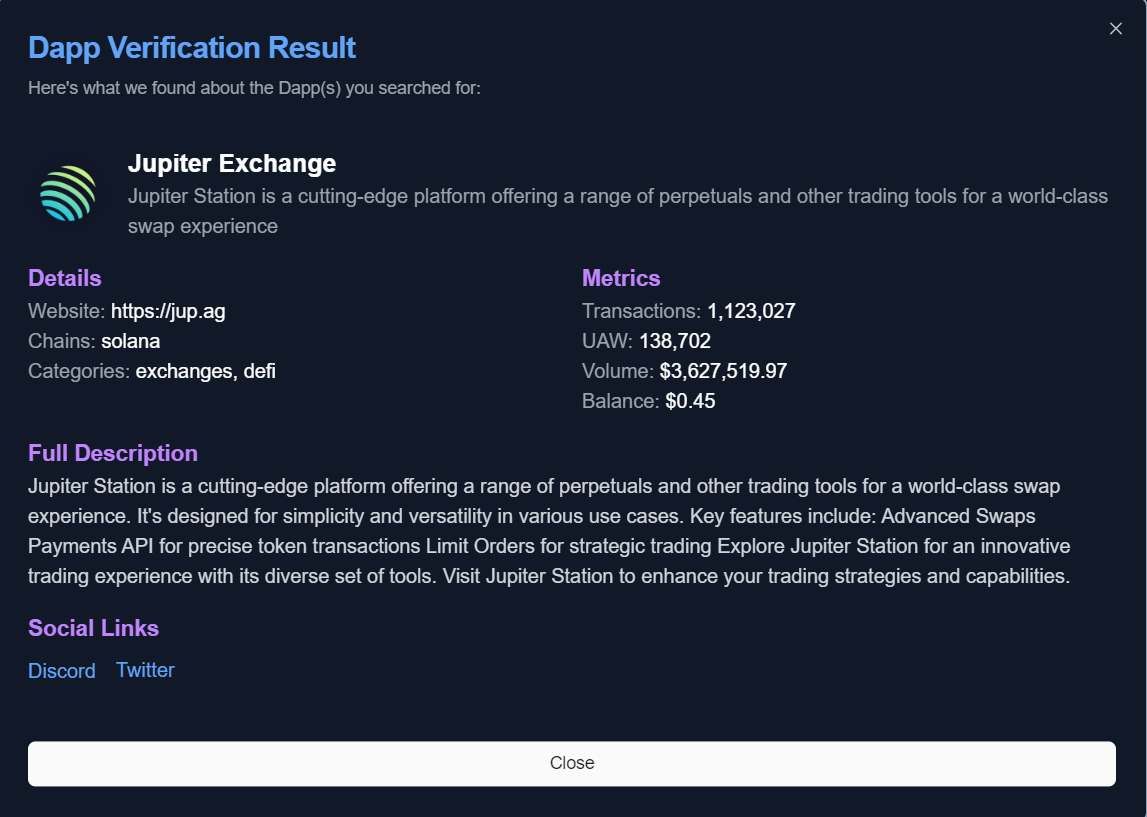 Dapp Verification Result
Here's what we found about the Dapp(s) you searched for:
Jupiter Exchange
Jupiter Station is a cutting-edge platform offering a range of perpetuals and other trading tools for a world-class
swap experience
Details
Website: https://jup.ag
Chains: solana
Categories: exchanges, defi
Metrics
Transactions: 1,123,027
UAW: 138,702
Volume: $3,627,519.97
Balance: $0.45
Full Description
Jupiter Station is a cutting-edge platform offering a range of perpetuals and other trading tools for a world-class swap
experience. It's designed for simplicity and versatility in various use cases. Key features include: Advanced Swaps
Payments API for precise token transactions Limit Orders for strategic trading Explore Jupiter Station for an innovative
trading experience with its diverse set of tools. Visit Jupiter Station to enhance your trading strategies and capabilities.
Social Links
Discord Twitter
Close